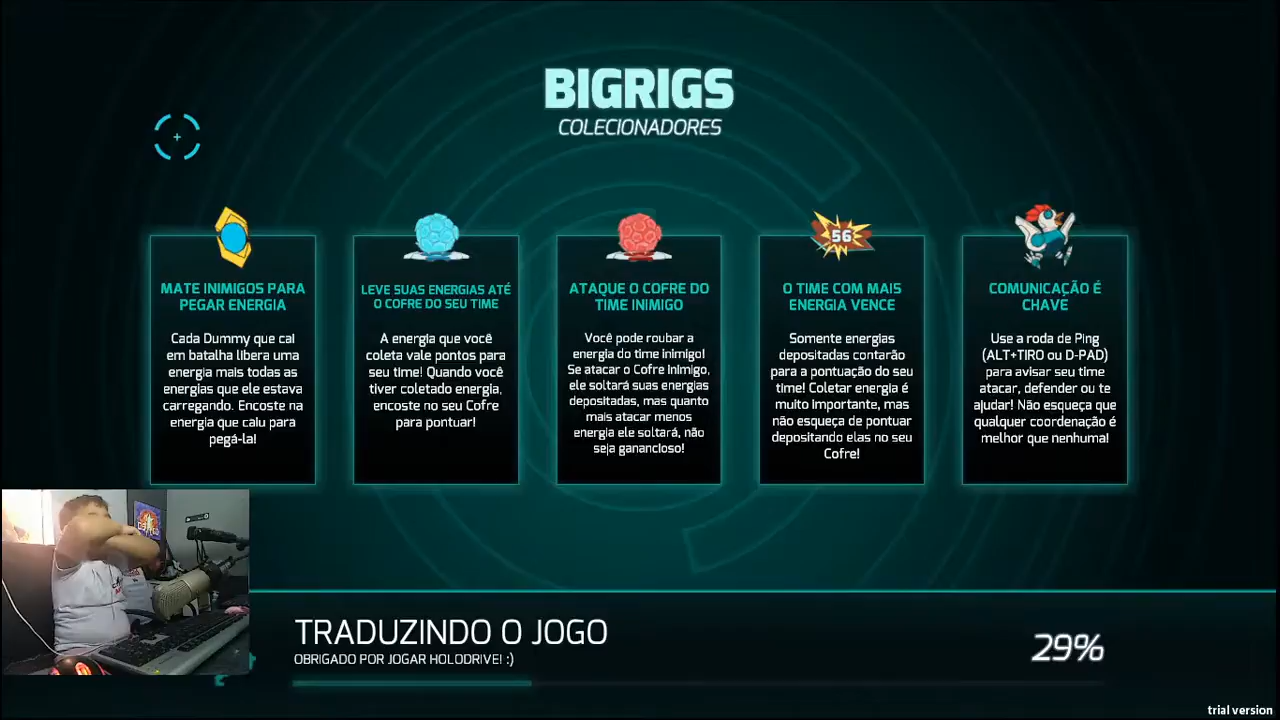 BIGRIGS
COLECIONADORES
MATE INIMIGOS PARA
PEGAR ENERGIA
Cada Dummy que cai
em batalha libera uma
energia mais todas as
energias que ele estava
carregando. Encoste na
energia que caiu para
pegá-la!
LEVE SUAS ENERGIAS ATÉ
O COFRE DO SEU TIME
A energia que você
coleta vale pontos para
seu time! Quando você
tiver coletado energia,
encoste no seu Cofre
para pontuar!
ATAQUE O COFRE DO
TIME INIMIGO
Você pode roubar a
energia do time inimigo!
Se atacar o Cofre Inimigo,
ele soltará suas energias
depositadas, mas quanto
mais atacar menos
energia ele soltará, não
seja ganancioso!
56
O TIME COM MAIS
ENERGIA VENCE
Somente energias
depositadas contarão
para a pontuação do seu
time! Coletar energia é
muito importante, mas
não esqueça de pontuar
depositando elas no seu
Cofre!
COMUNICAÇÃO É
CHAVE
Use a roda de Ping
(ALT+TIRO ou D-PAD)
para avisar seu time
atacar, defender ou te
ajudar! Não esqueça que
qualquer coordenação é
melhor que nenhuma!
TRADUZINDO O JOGO
OBRIGADO POR JOGAR HOLODRIVE! :)
29%
trial version